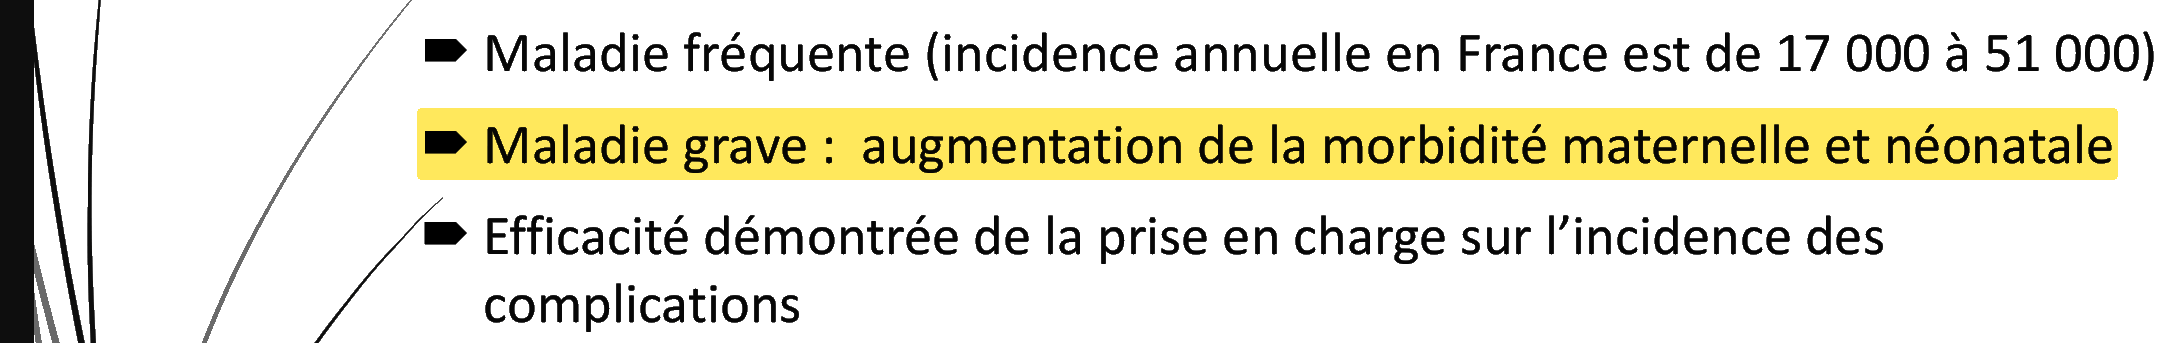 Maladie fréquente (incidence annuelle en France est de 17 000 à 51 000)
Maladie grave :  augmentation de la morbidité maternelle et néonatale
Efficacité démontrée de la prise en charge sur l’incidence des
complications